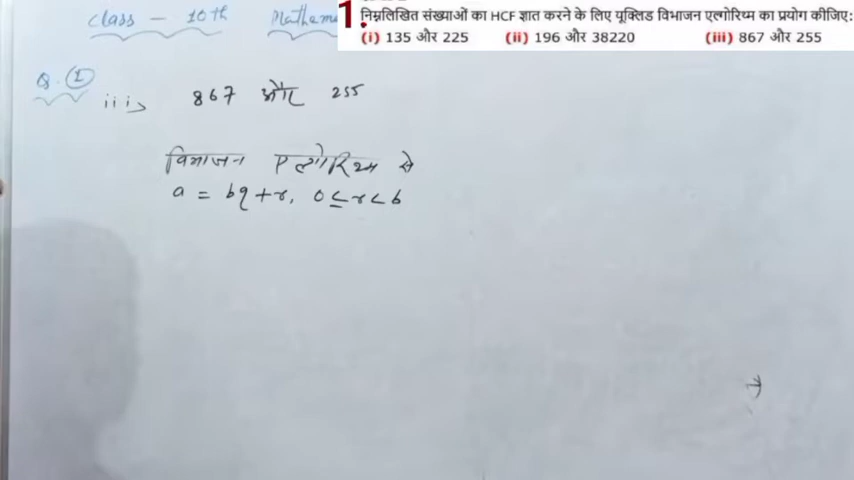 class - 10th Mathema
1. निम्नलिखित संख्याओं का HCF ज्ञात करने के लिए यूक्लिड विभाजन एल्गोरिथ्म का प्रयोग कीजिए:
(i) 135 और 225 (ii) 196 और 38220 (iii) 867 और 255
Q. (1)
iii> 867 और 255
विभाजन एल्गोरिथ्म से
a = bq + r, 0 ≤ r < b